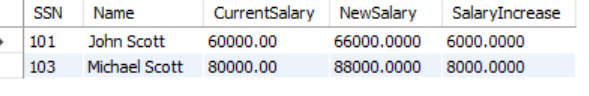 SSN Name CurrentSalary NewSalary SalaryIncrease
101 John Scott 60000.00 66000.0000 6000.0000
103 Michael Scott 80000.00 88000.0000 8000.0000